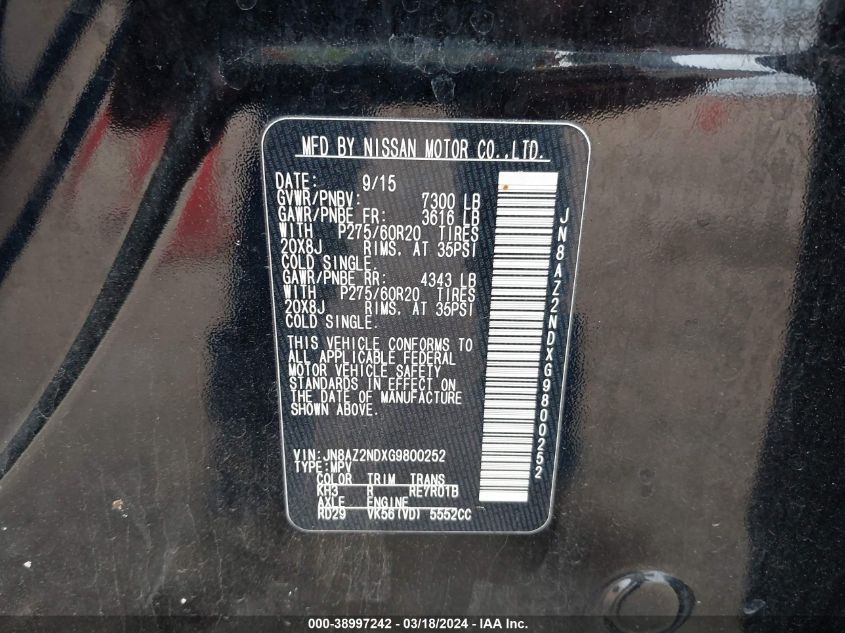 MFD BY NISSAN MOTOR CO.,LTD.
DATE: 9/15
GVWR/PNBV: 7300 LB
GAWR/PNBE FR: 3616 LB
WITH P275/60R20 TIRES
20X8J RIMS. AT 35PSI
COLD SINGLE.
GAWR/PNBE RR: 4343 LB
WITH P275/60R20 TIRES
20X8J RIMS. AT 35PSI
COLD SINGLE.
THIS VEHICLE CONFORMS TO
ALL APPLICABLE FEDERAL
MOTOR VEHICLE SAFETY
STANDARDS IN EFFECT ON
THE DATE OF MANUFACTURE
SHOWN ABOVE.
VIN:JN8AZ2NDXG9800252
TYPE:MPV
COLOR TRIM TRANS
KH3 R RE7R01B
AXLE ENGINE
RD29 VK56(VD) 5552CC
JN8AZ2NDXG9800252
000-38997242 - 03/18/2024 - IAA Inc.